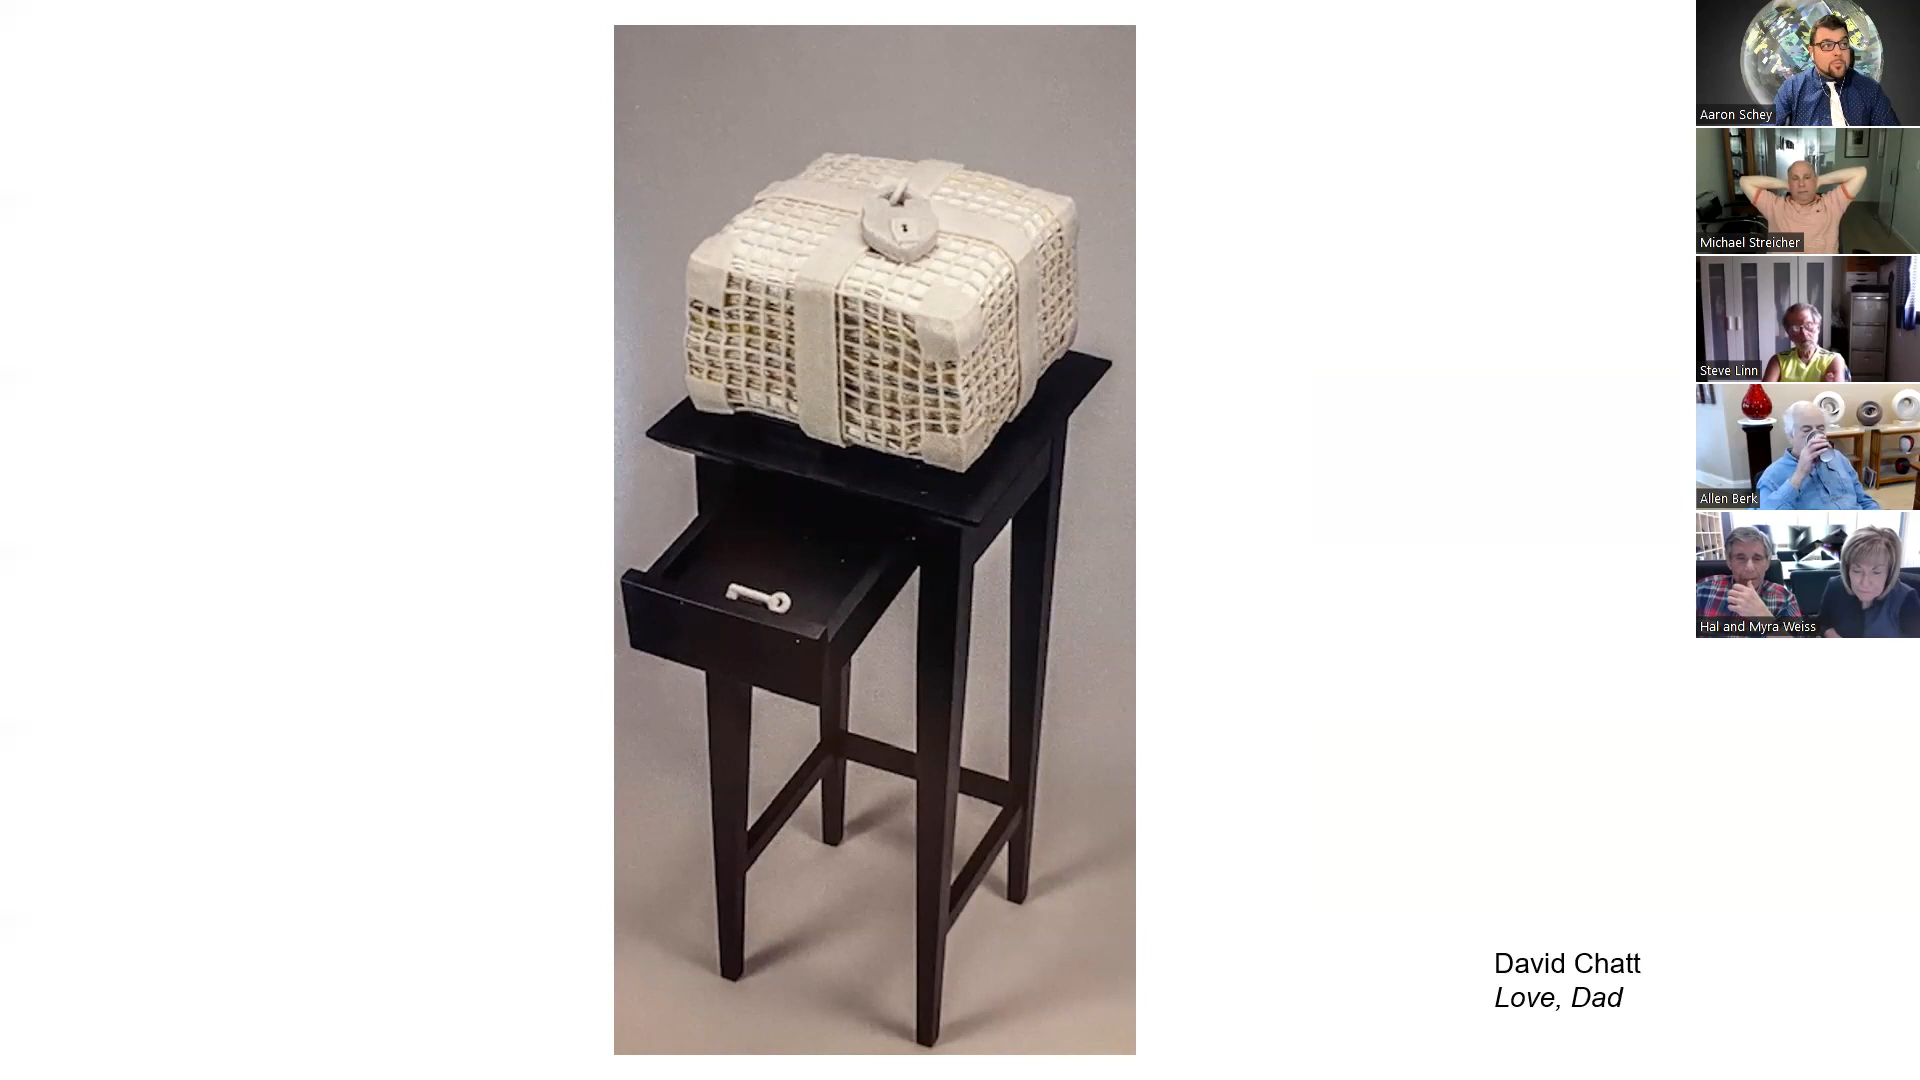 Aaron Schey
Michael Streicher
Steve Linn
Allen Berk
Hal and Myra Weiss
David Chatt
Love, Dad